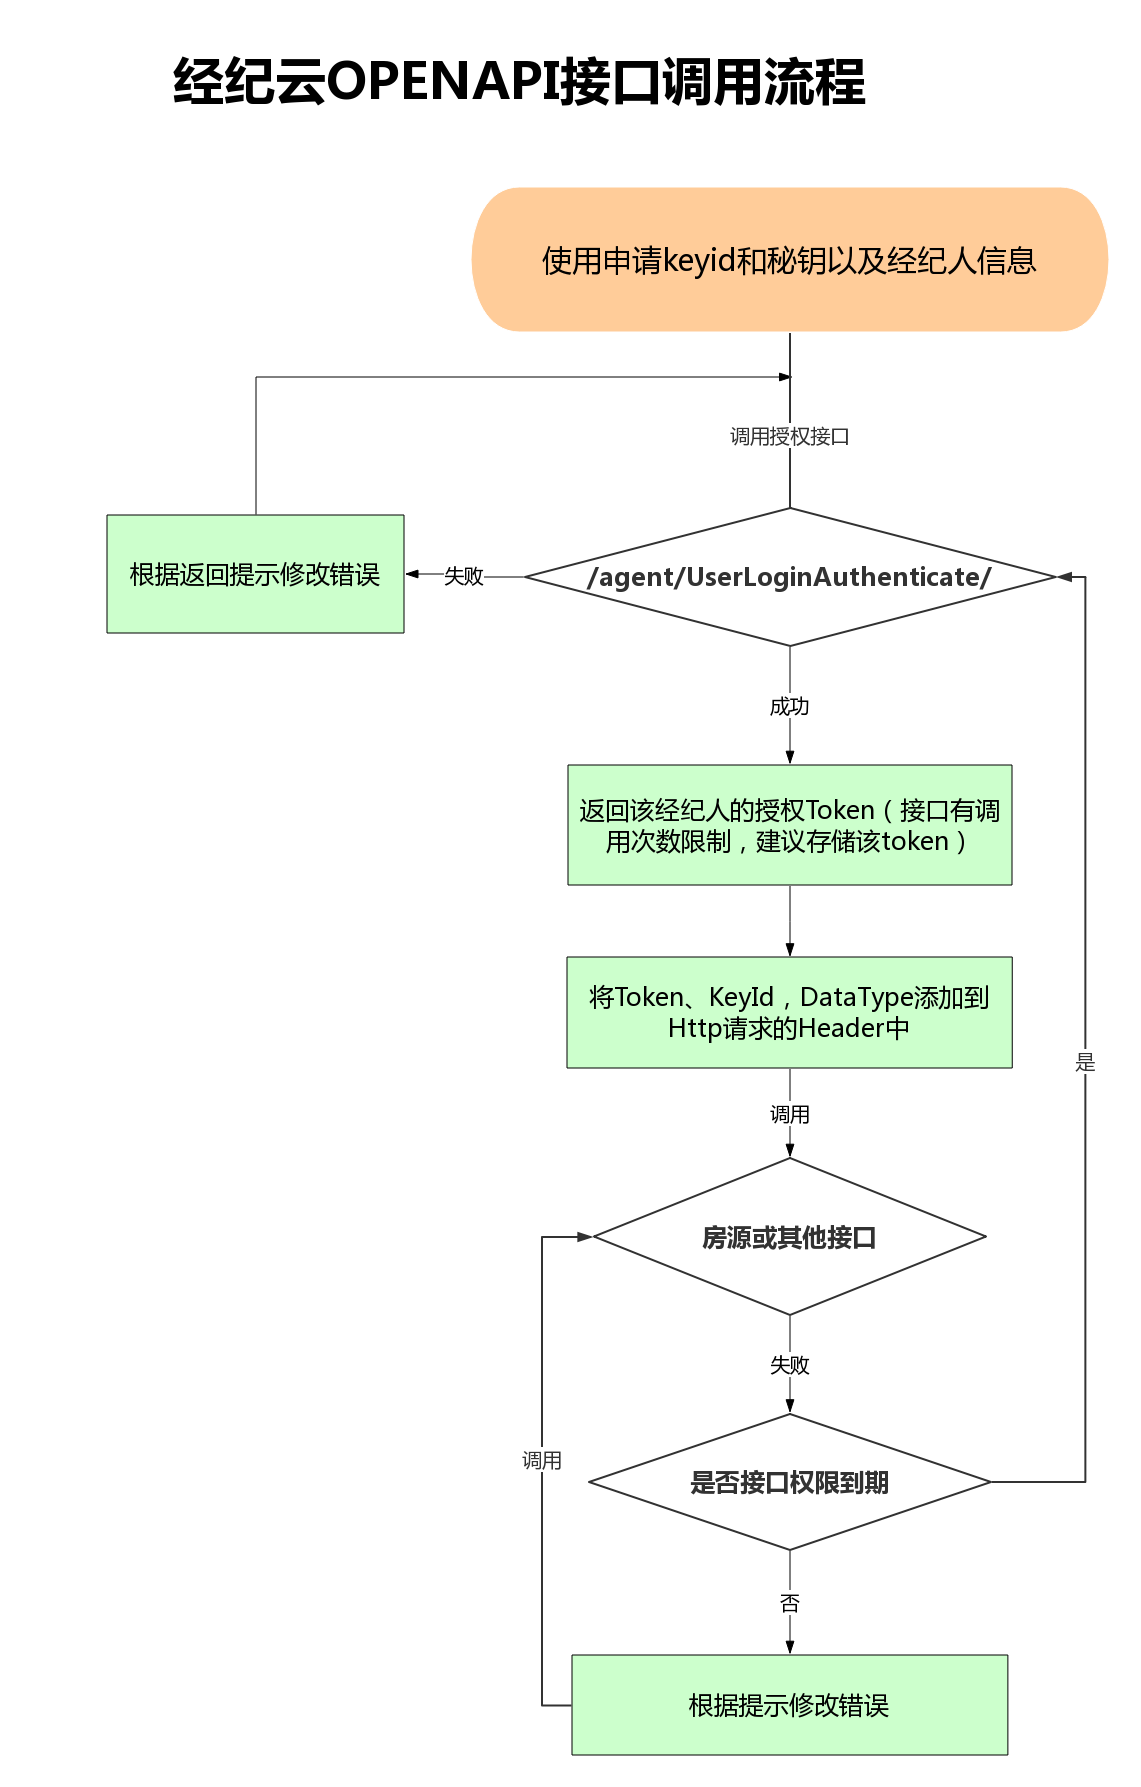 经纪云OPENAPI接口调用流程
使用申请keyid和秘钥以及经纪人信息
调用授权接口
根据返回提示修改错误
失败
/agent/UserLoginAuthenticate/
成功
返回该经纪人的授权Token（接口有调
用次数限制，建议存储该token）
将Token、KeyId，DataType添加到
Http请求的Header中
是
调用
房源或其他接口
失败
调用
是否接口权限到期
否
根据提示修改错误